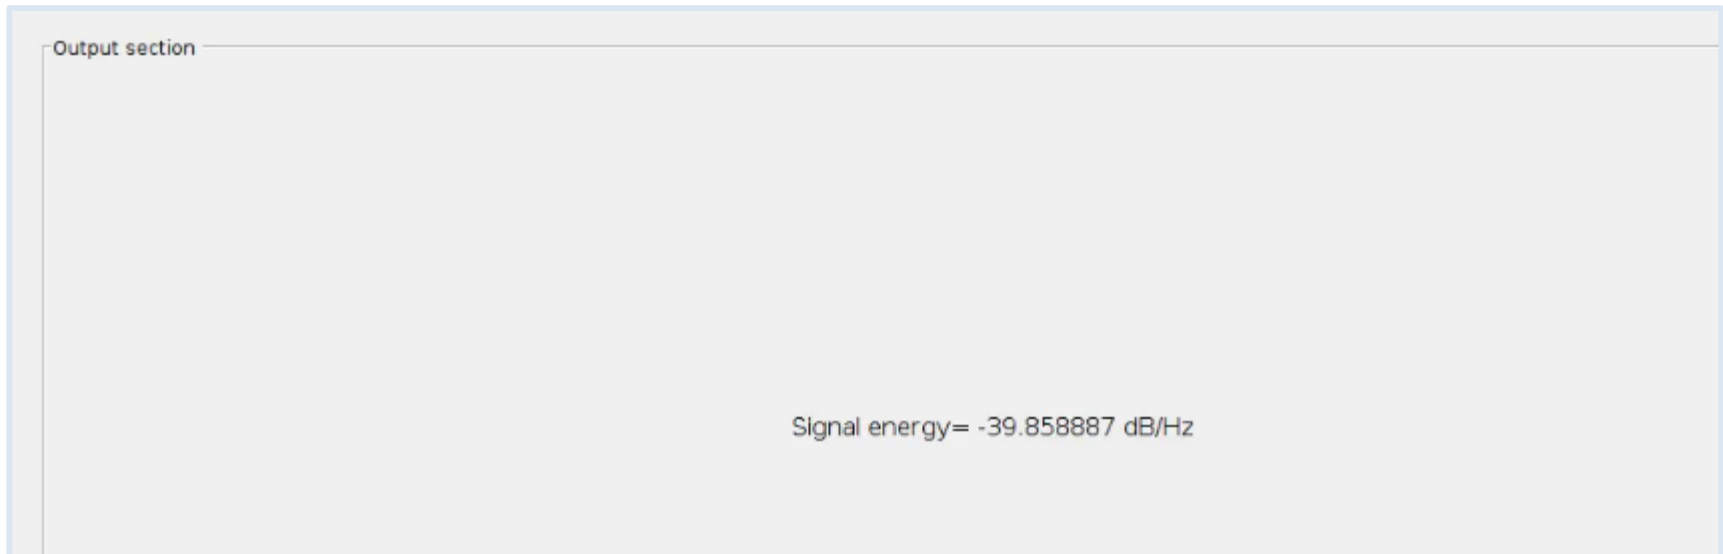 Output section
Signal energy= -39.858887 dB/Hz